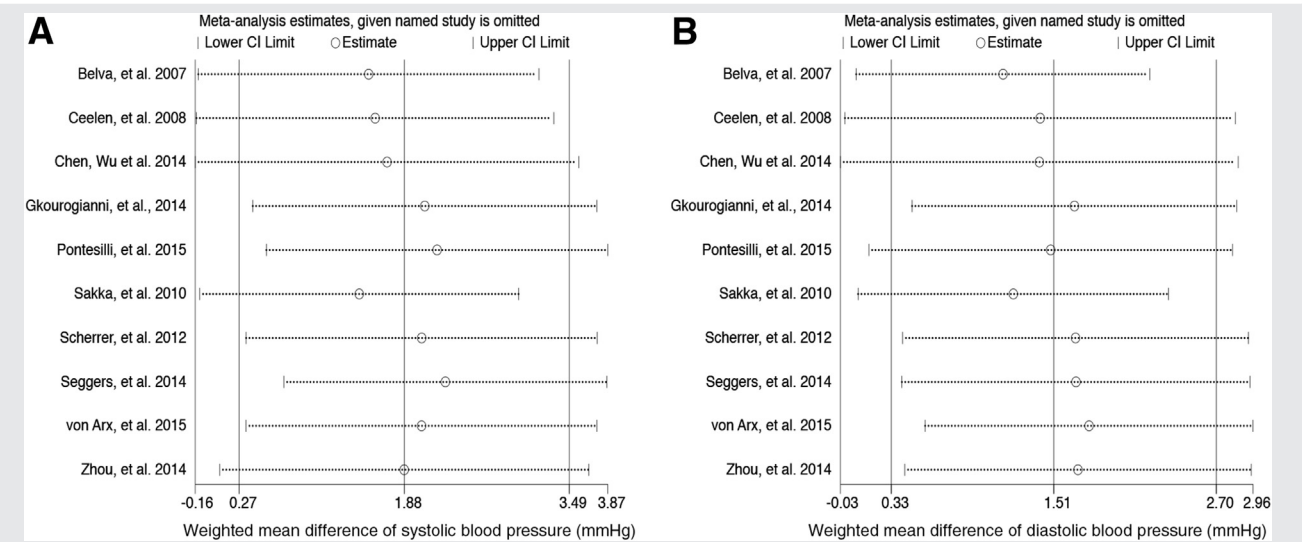 A
Meta-analysis estimates, given named study is omitted
| Lower CI Limit ○ Estimate | Upper CI Limit
Belva, et al. 2007
Ceelen, et al. 2008
Chen, Wu et al. 2014
Gkourogianni, et al., 2014
Pontesilli, et al. 2015
Sakka, et al. 2010
Scherrer, et al. 2012
Seggers, et al. 2014
von Arx, et al. 2015
Zhou, et al. 2014
-0.16 0.27 1.88 3.49 3.87
Weighted mean difference of systolic blood pressure (mmHg)
B
Meta-analysis estimates, given named study is omitted
| Lower CI Limit ○ Estimate | Upper CI Limit
Belva, et al. 2007
Ceelen, et al. 2008
Chen, Wu et al. 2014
Gkourogianni, et al., 2014
Pontesilli, et al. 2015
Sakka, et al. 2010
Scherrer, et al. 2012
Seggers, et al. 2014
von Arx, et al. 2015
Zhou, et al. 2014
-0.03 0.33 1.51 2.70 2.96
Weighted mean difference of diastolic blood pressure (mmHg)